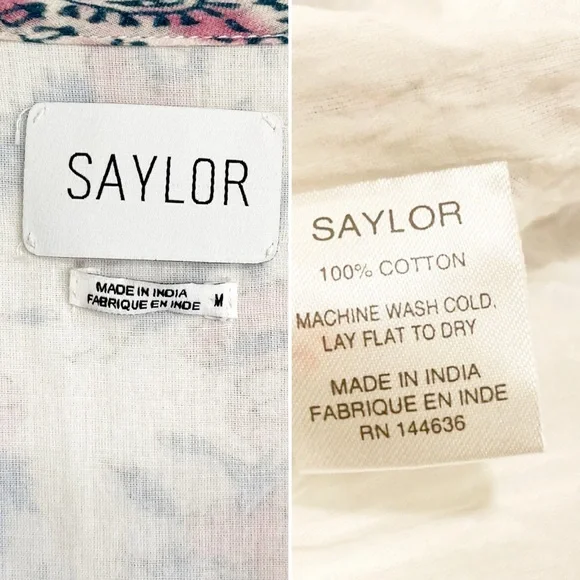 SAYLOR
MADE IN INDIA
FABRIQUE EN INDE
M
SAYLOR
100% COTTON
MACHINE WASH COLD.
LAY FLAT TO DRY
MADE IN INDIA
FABRIQUE EN INDE
RN 144636